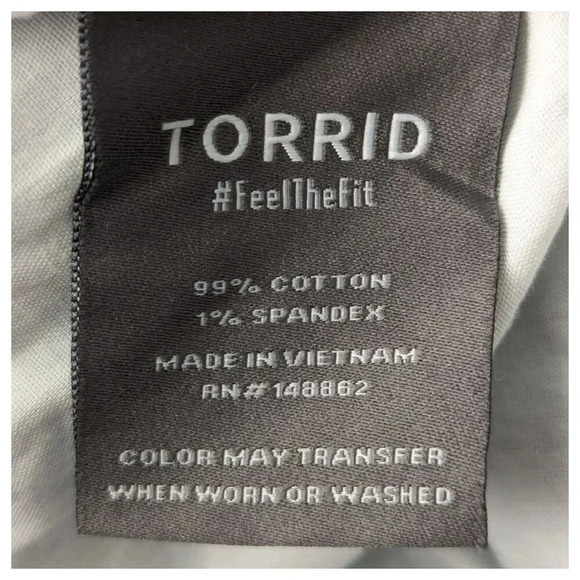 TORRID
#FeelTheFit
99% COTTON
1% SPANDEX
MADE IN VIETNAM
RN#148862
COLOR MAY TRANSFER
WHEN WORN OR WASHED